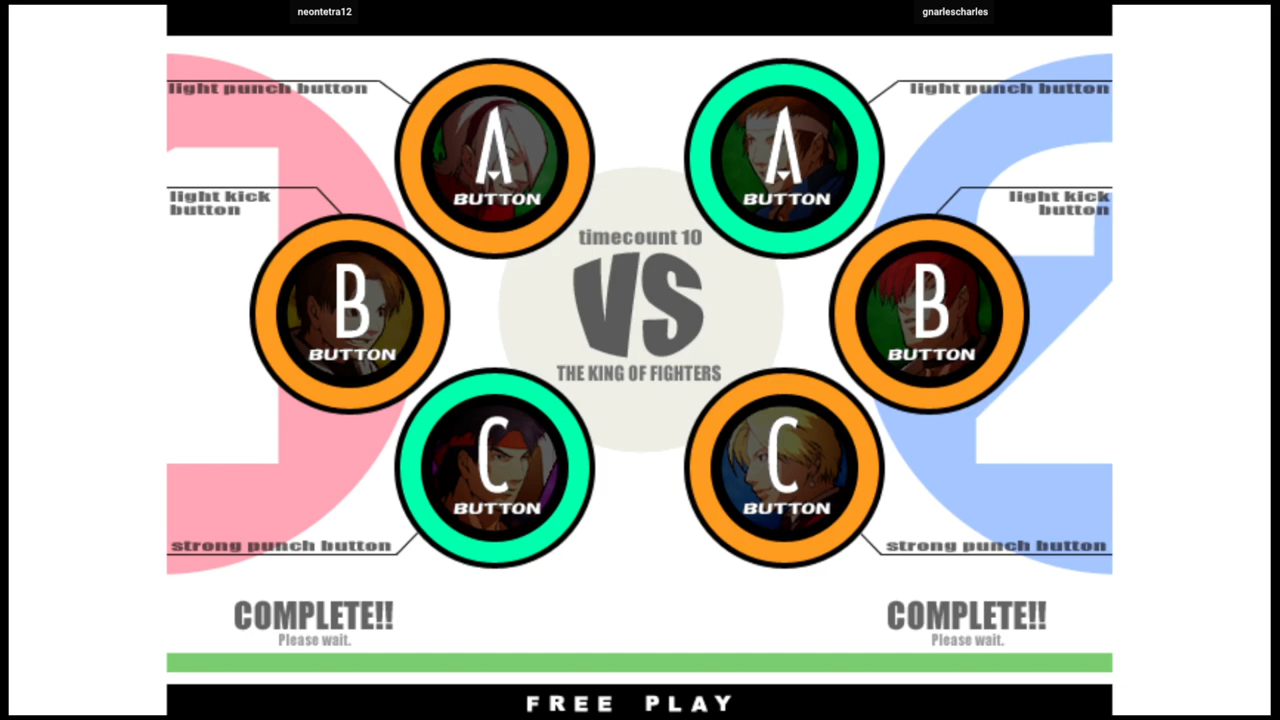 neontetra12
gnarlescharles
light punch button
light punch button
A
BUTTON
A
BUTTON
light kick
button
light kick
button
timecount 10
VS
THE KING OF FIGHTERS
B
BUTTON
B
BUTTON
C
BUTTON
C
BUTTON
strong punch button
strong punch button
COMPLETE!!
Please wait.
COMPLETE!!
Please wait.
FREE PLAY